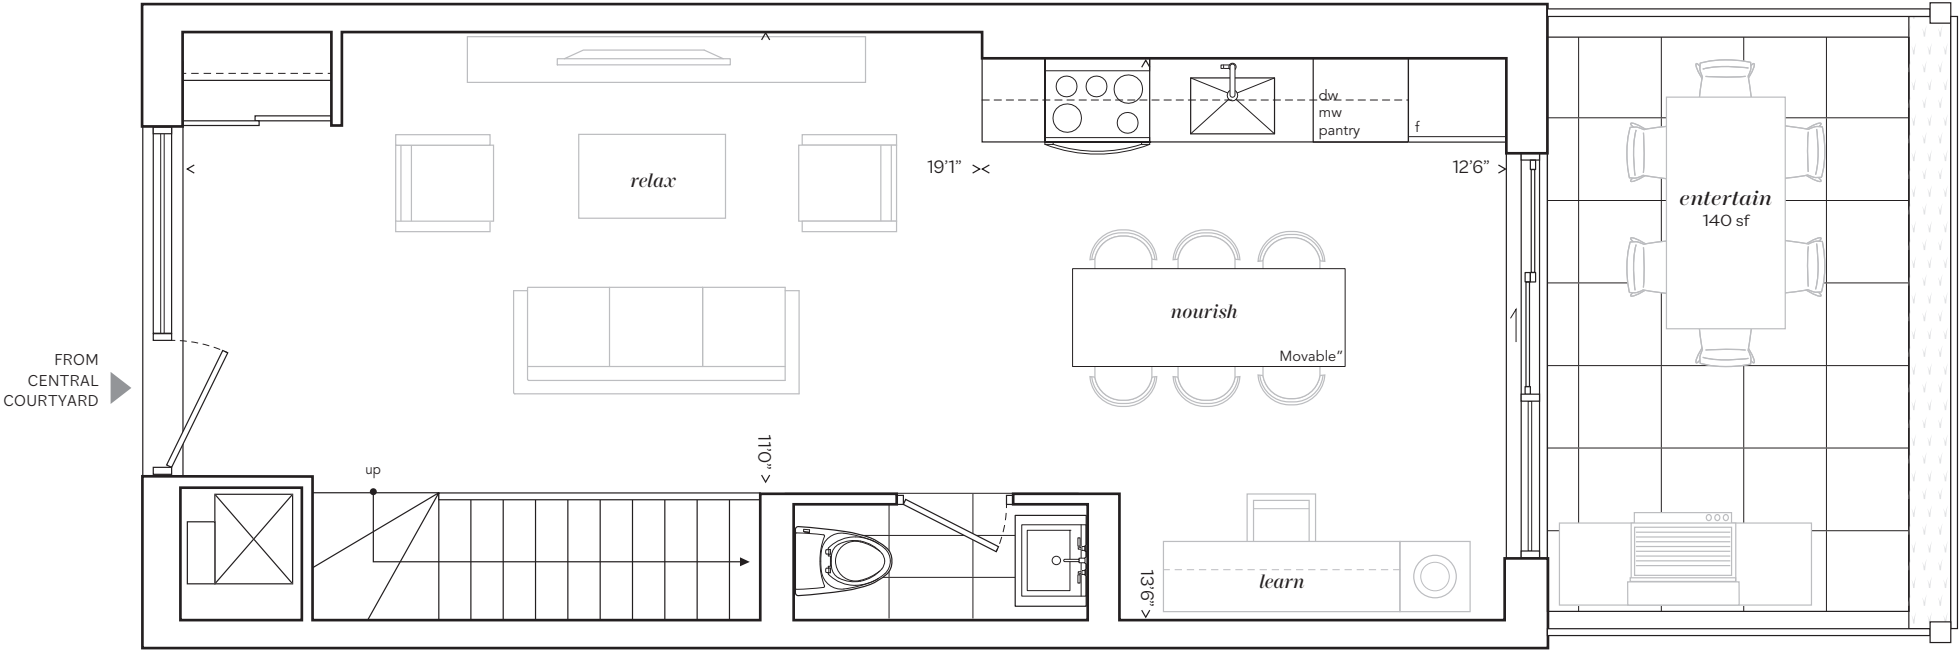 dw
mw
pantry
f
19'1"
12'6"
relax
entertain
140 sf
nourish
Movable"
FROM
CENTRAL
COURTYARD
11'0"
up
13'6"
learn